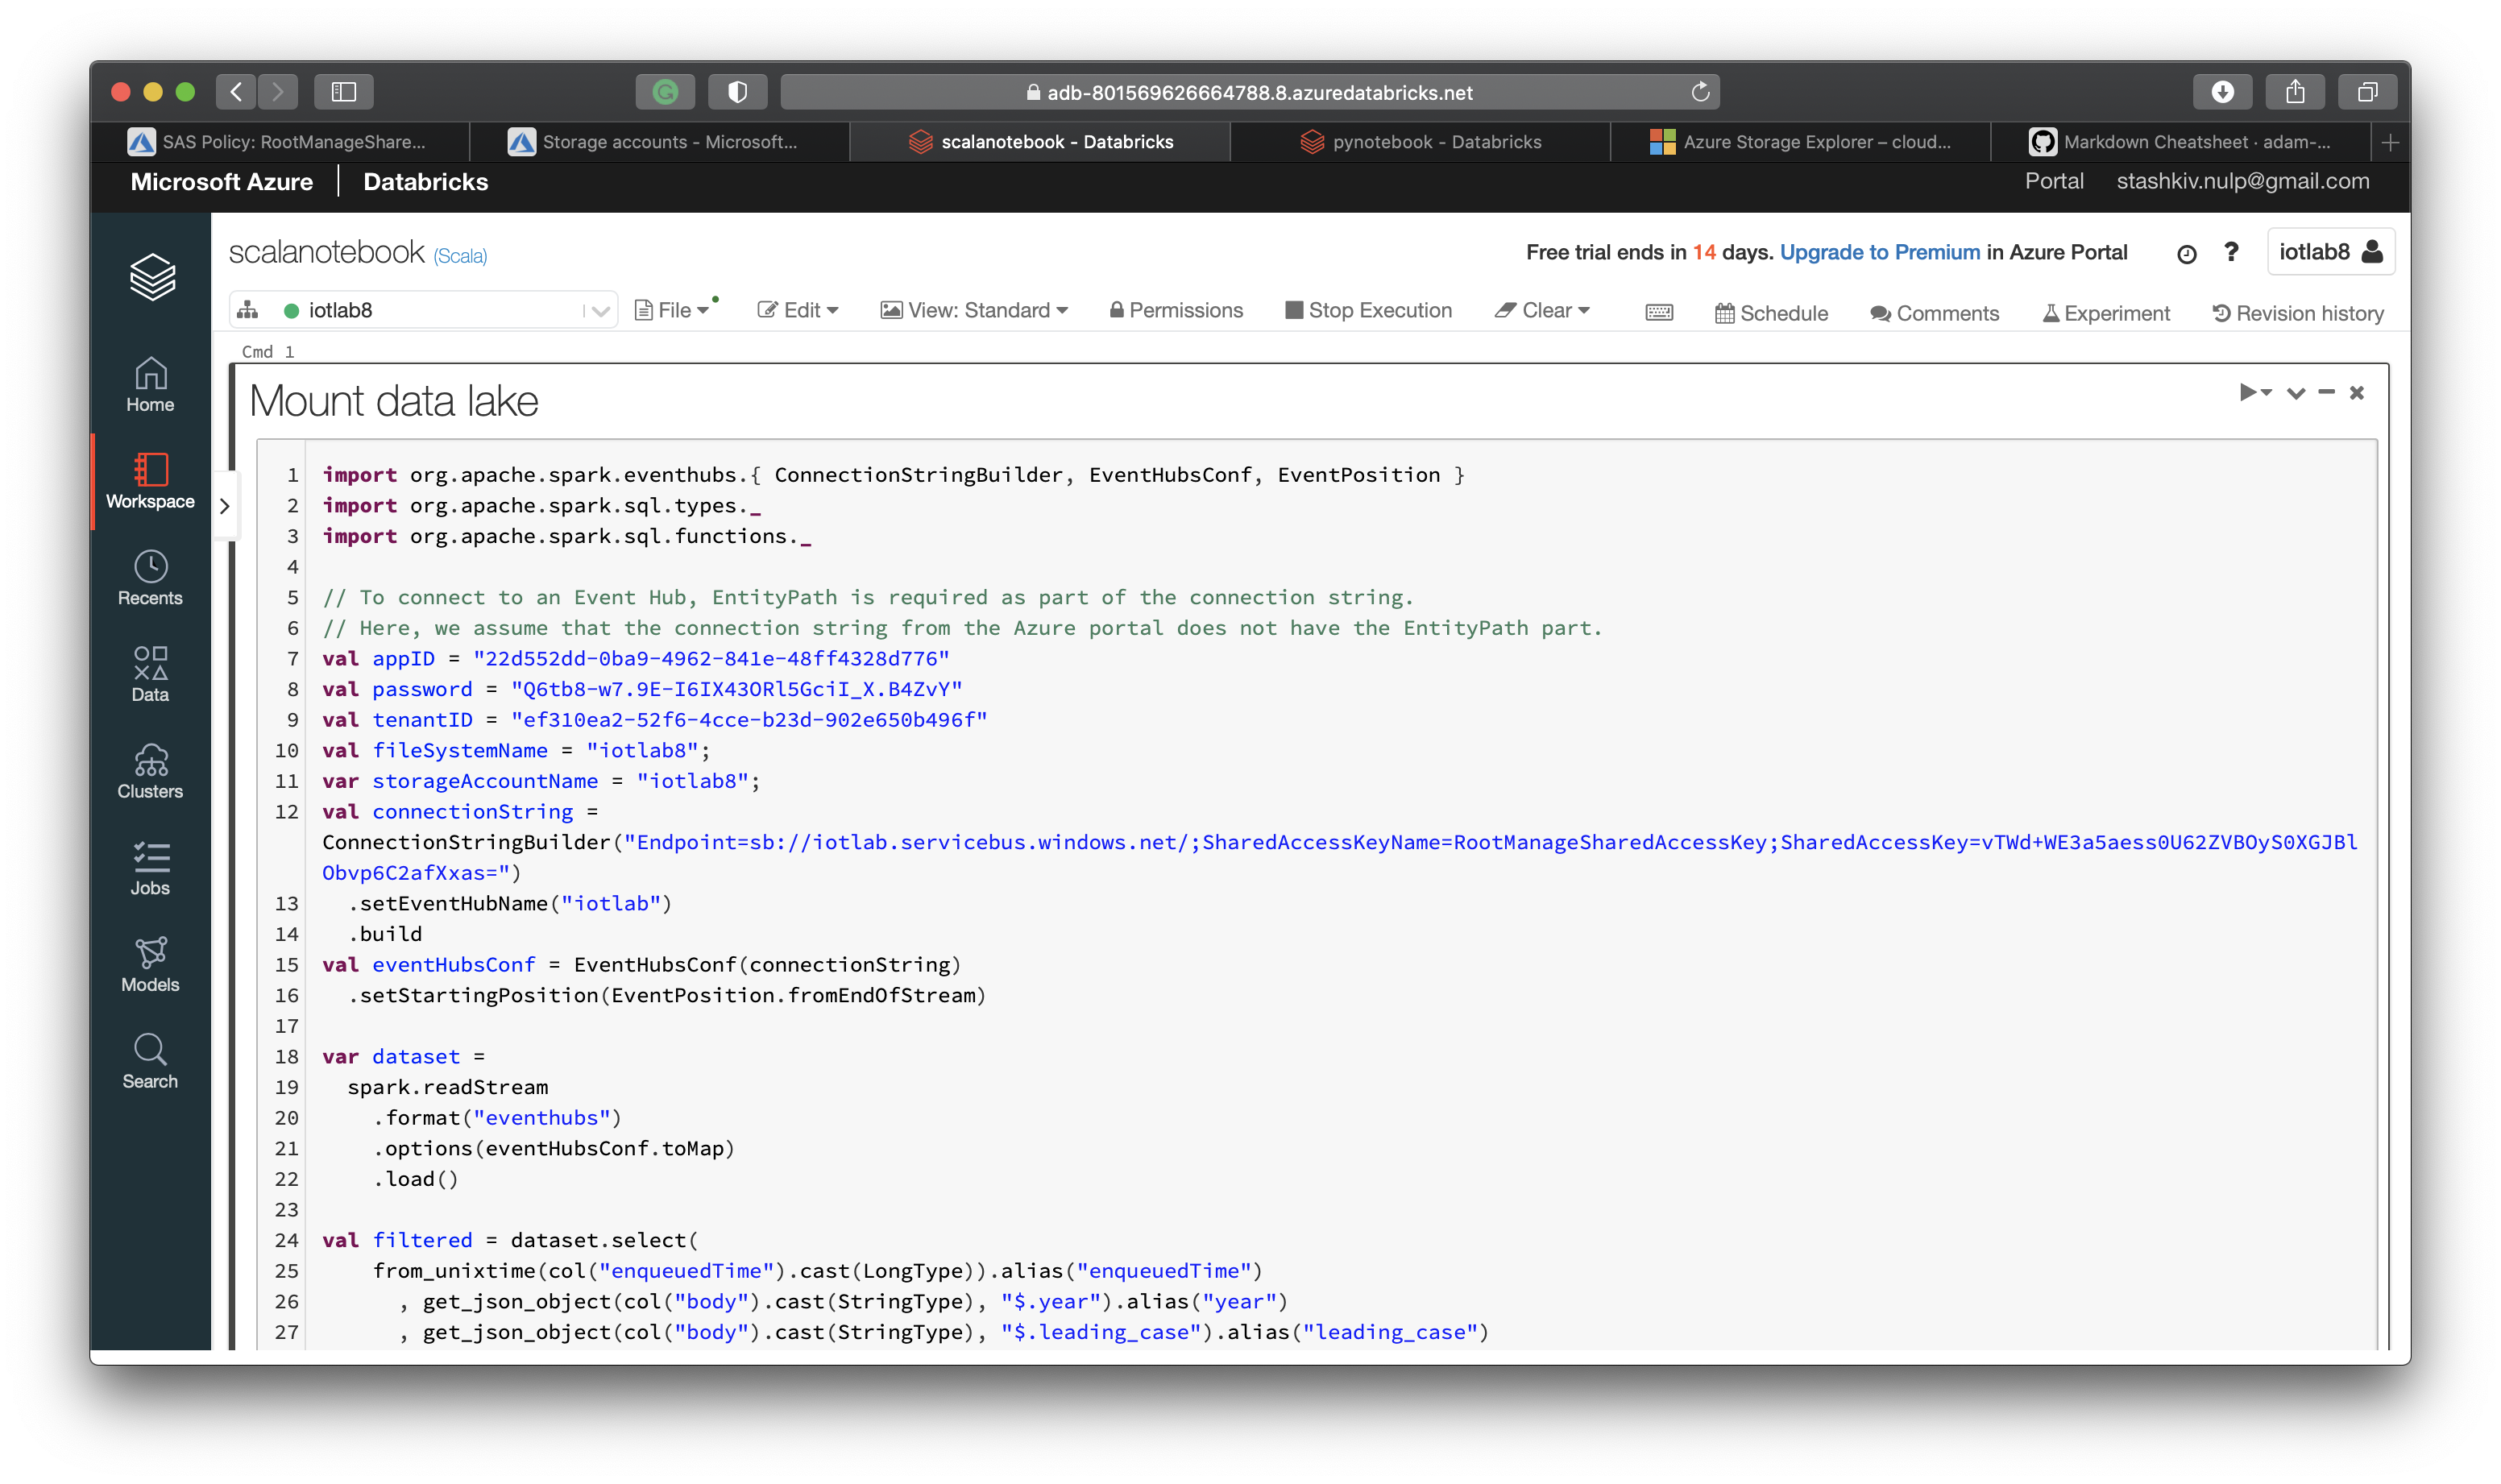 adb-801569626664788.8.azuredatabricks.net
SAS Policy: RootManageShare...
Storage accounts - Microsoft...
scalanotebook - Databricks
pynotebook - Databricks
Azure Storage Explorer – cloud...
Markdown Cheatsheet · adam-...
Microsoft Azure | Databricks
Portal stashkiv.nulp@gmail.com
scalanotebook (Scala)
Free trial ends in 14 days. Upgrade to Premium in Azure Portal
? iotlab8
iotlab8 File Edit View: Standard Permissions Stop Execution Clear Schedule Comments Experiment Revision history
Home
Workspace
Recents
Data
Clusters
Jobs
Models
Search
Cmd 1
Mount data lake
1 import org.apache.spark.eventhubs.{ ConnectionStringBuilder, EventHubsConf, EventPosition }
2 import org.apache.spark.sql.types._
3 import org.apache.spark.sql.functions._
4
5 // To connect to an Event Hub, EntityPath is required as part of the connection string.
6 // Here, we assume that the connection string from the Azure portal does not have the EntityPath part.
7 val appID = "22d552dd-0ba9-4962-841e-48ff4328d776"
8 val password = "Q6tb8-w7.9E-I6IX43ORl5GciI_X.B4ZvY"
9 val tenantID = "ef310ea2-52f6-4cce-b23d-902e650b496f"
10 val fileSystemName = "iotlab8";
11 var storageAccountName = "iotlab8";
12 val connectionString =
ConnectionStringBuilder("Endpoint=sb://iotlab.servicebus.windows.net/;SharedAccessKeyName=RootManageSharedAccessKey;SharedAccessKey=vTWd+WE3a5aess0U62ZVBOyS0XGJBl
Obvp6C2afXxas=")
13 .setEventHubName("iotlab")
14 .build
15 val eventHubsConf = EventHubsConf(connectionString)
16 .setStartingPosition(EventPosition.fromEndOfStream)
17
18 var dataset =
19 spark.readStream
20 .format("eventhubs")
21 .options(eventHubsConf.toMap)
22 .load()
23
24 val filtered = dataset.select(
25 from_unixtime(col("enqueuedTime").cast(LongType)).alias("enqueuedTime")
26 , get_json_object(col("body").cast(StringType), "$.year").alias("year")
27 , get_json_object(col("body").cast(StringType), "$.leading_case").alias("leading_case")